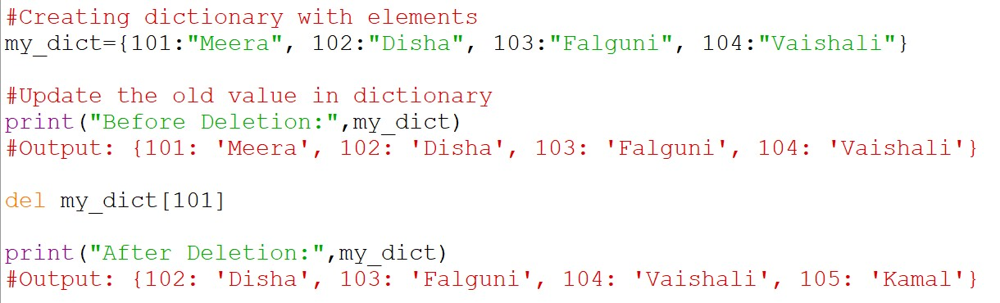 #Creating dictionary with elements
my_dict={101:"Meera", 102:"Disha", 103:"Falguni", 104:"Vaishali"}
#Update the old value in dictionary
print("Before Deletion:",my_dict)
#Output: {101: 'Meera', 102: 'Disha', 103: 'Falguni', 104: 'Vaishali'}
del my_dict[101]
print("After Deletion:",my_dict)
#Output: {102: 'Disha', 103: 'Falguni', 104: 'Vaishali', 105: 'Kamal'}